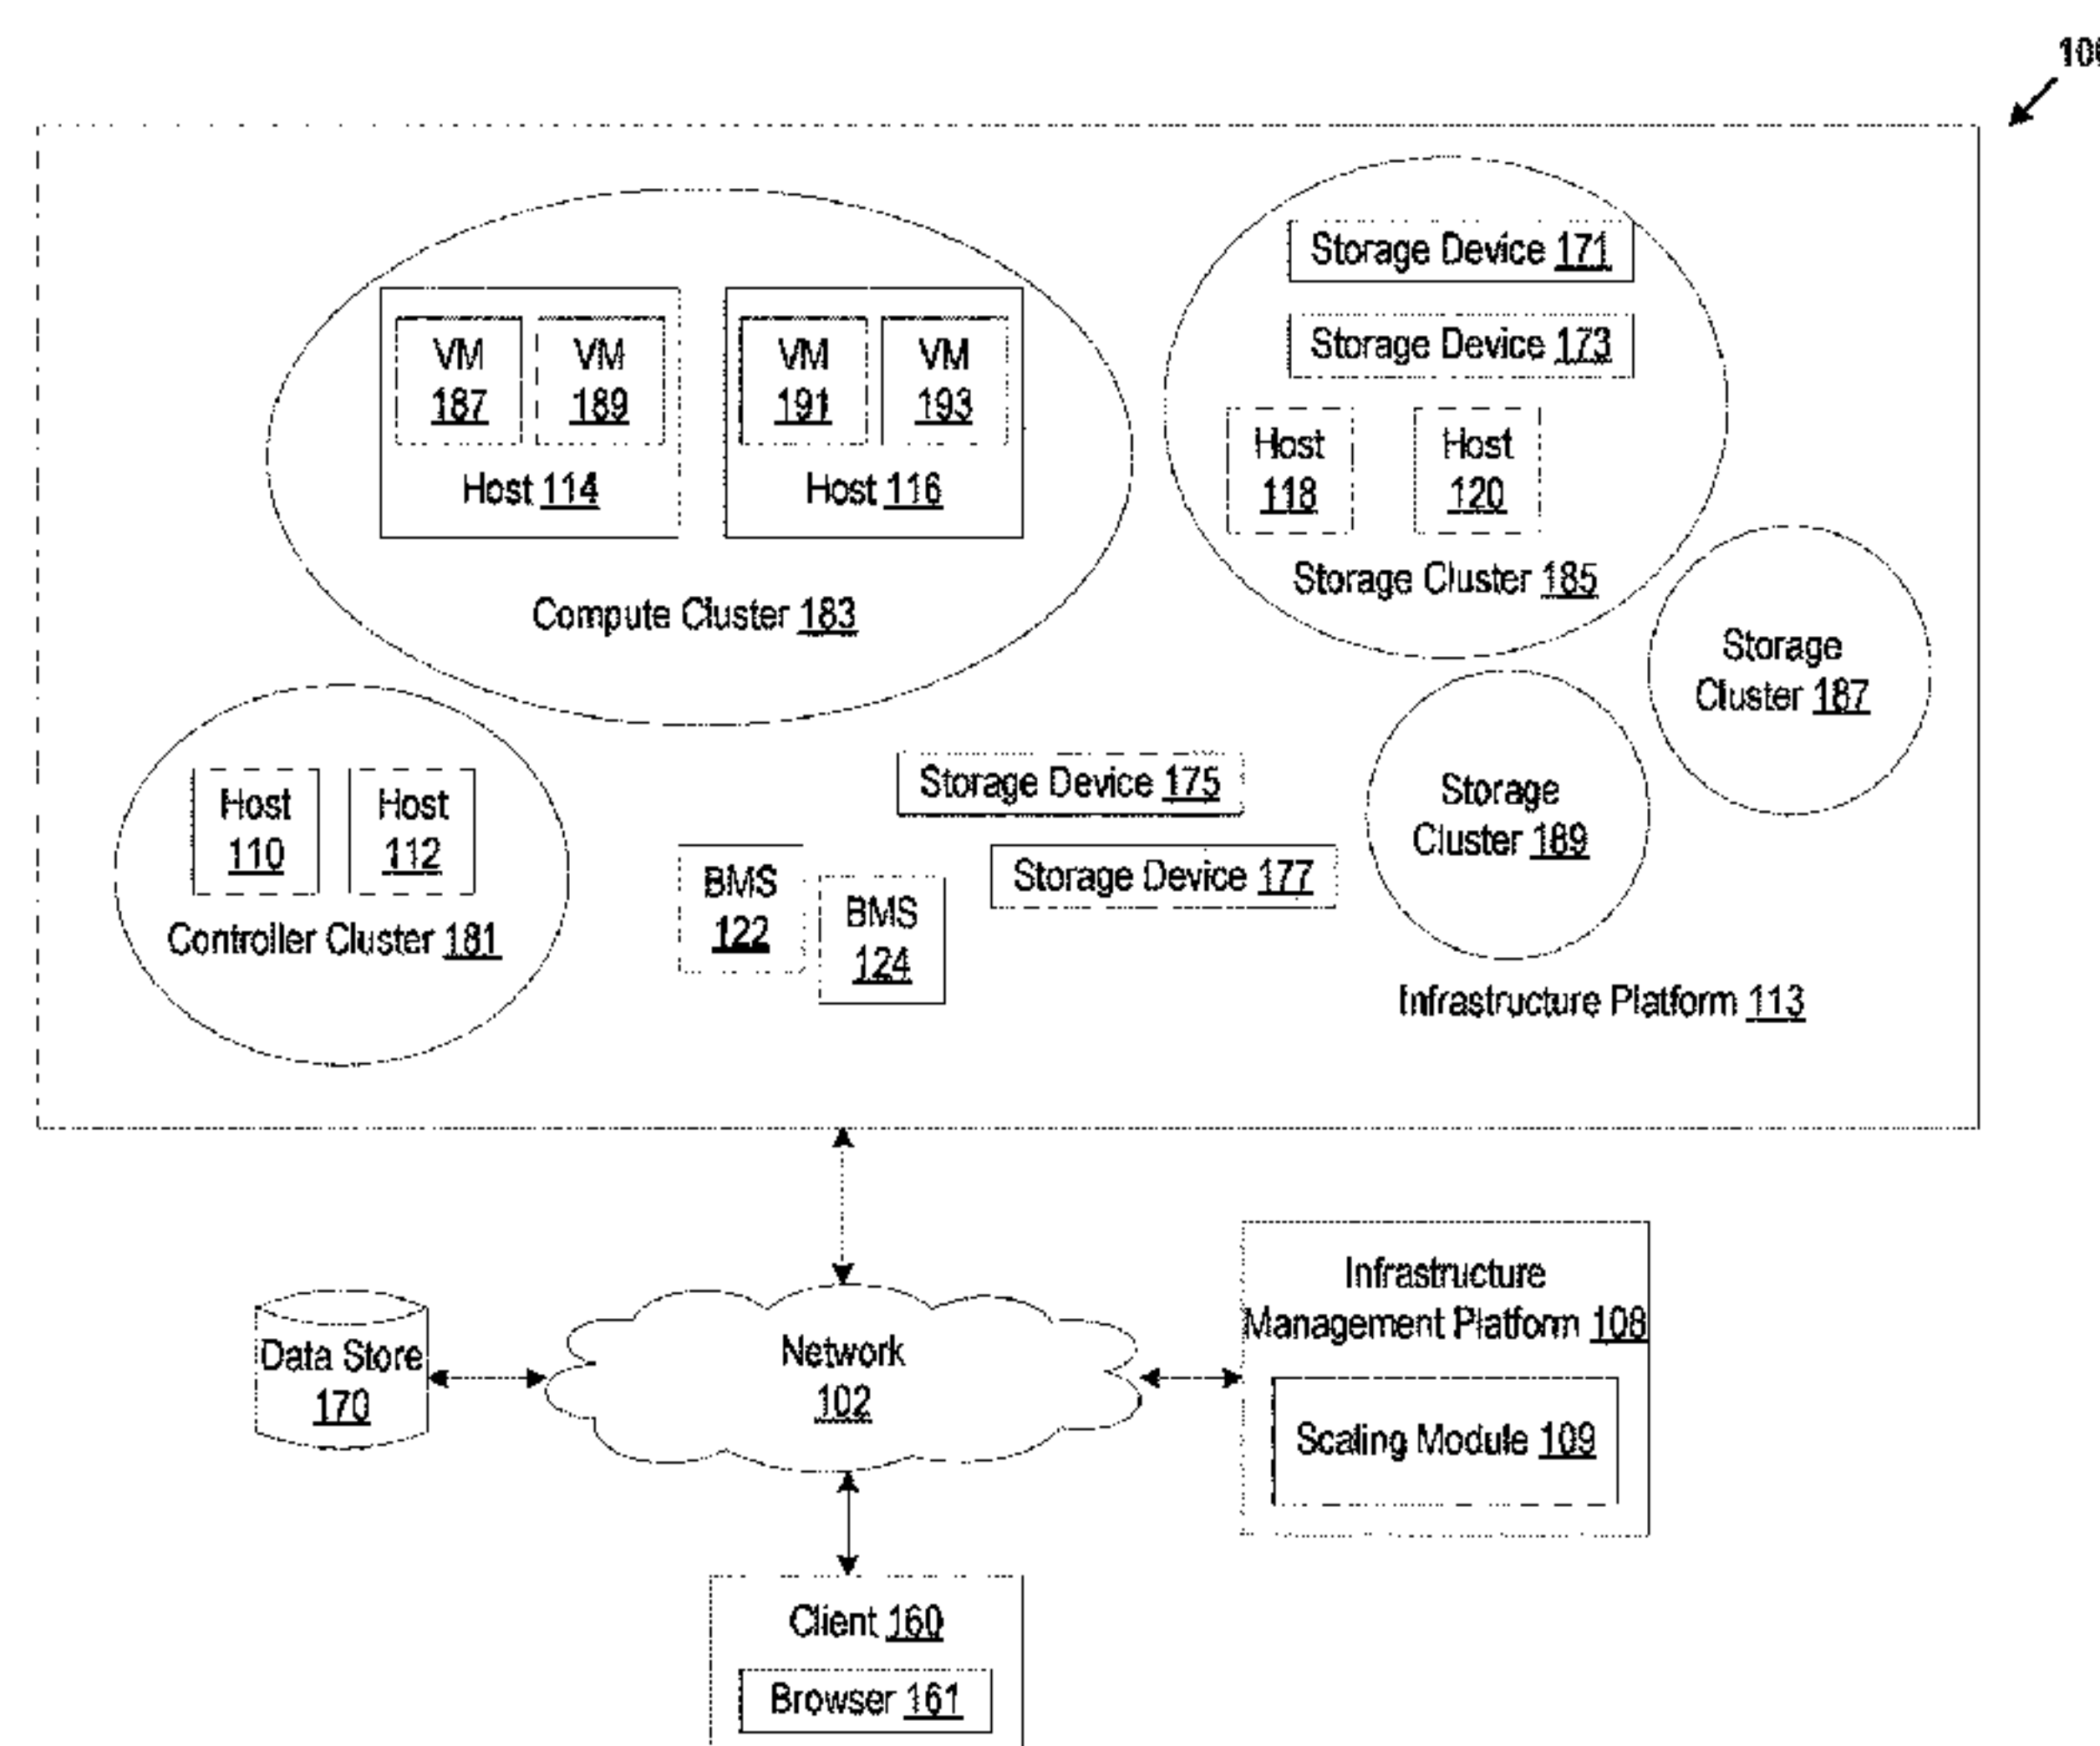 100
Storage Device 171
Storage Device 173
VM
187
VM
189
VM
191
VM
193
Host 114
Host 116
Host
118
Host
120
Storage Cluster 185
Compute Cluster 183
Storage
Cluster 187
Storage Device 175
Storage
Cluster 189
Host
110
Host
112
Storage Device 177
BMS
122
BMS
124
Controller Cluster 181
Infrastructure Platform 113
Infrastructure
Management Platform 108
Data Store
170
Network
102
Scaling Module 109
Client 160
Browser 161